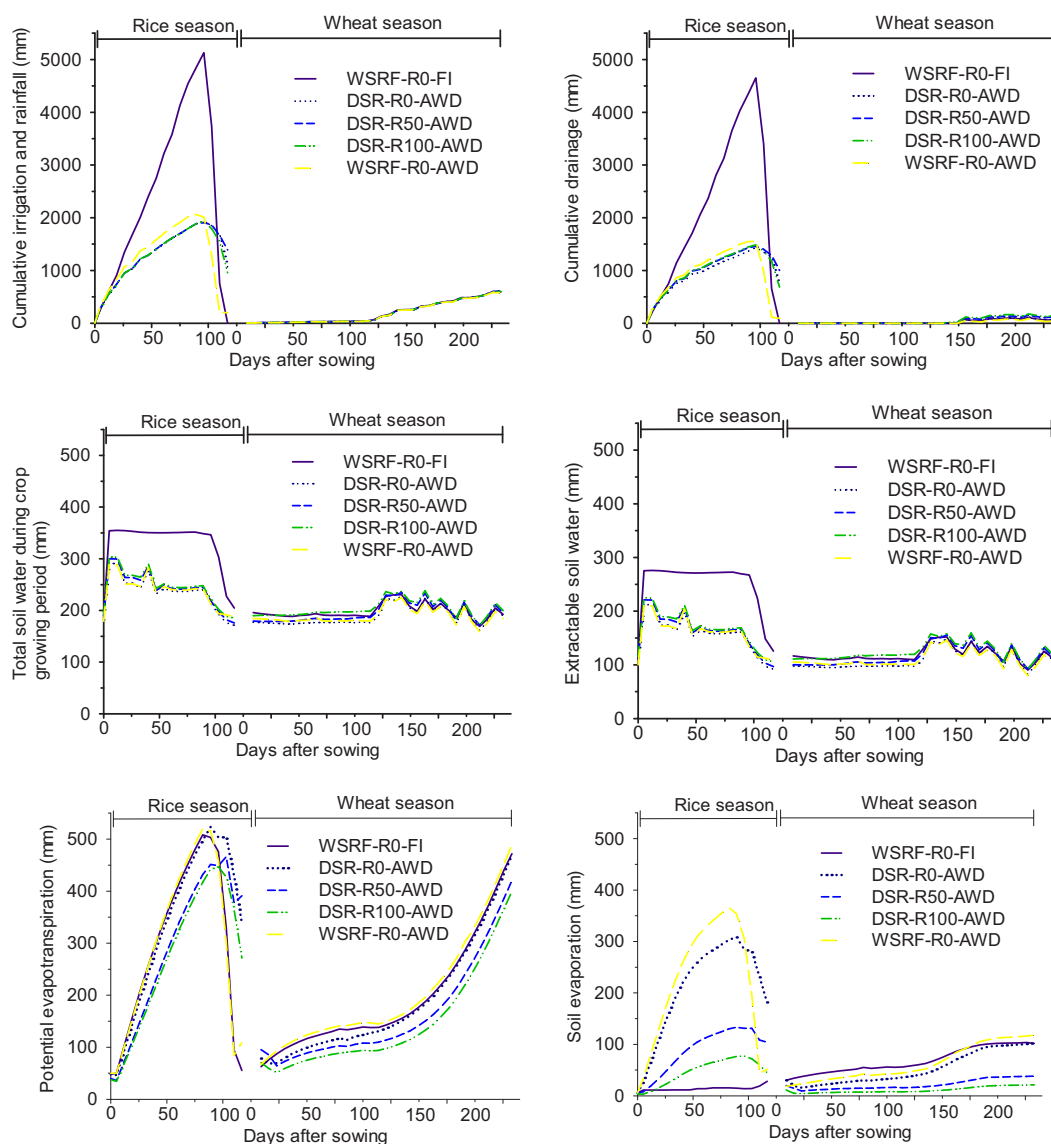 Rice season
Wheat season
Cumulative irrigation and rainfall (mm)
5000
4000
3000
2000
1000
0
WSRF-R0-FI
DSR-R0-AWD
DSR-R50-AWD
DSR-R100-AWD
WSRF-R0-AWD
0 50 100 0 50 100 150 200
Days after sowing
Rice season
Wheat season
Cumulative drainage (mm)
5000
4000
3000
2000
1000
0
WSRF-R0-FI
DSR-R0-AWD
DSR-R50-AWD
DSR-R100-AWD
WSRF-R0-AWD
0 50 100 0 50 100 150 200
Days after sowing
Rice season
Wheat season
Total soil water during crop
growing period (mm)
500
400
300
200
100
0
WSRF-R0-FI
DSR-R0-AWD
DSR-R50-AWD
DSR-R100-AWD
WSRF-R0-AWD
0 50 100 0 50 100 150 200
Days after sowing
Rice season
Wheat season
Extractable soil water (mm)
500
400
300
200
100
0
WSRF-R0-FI
DSR-R0-AWD
DSR-R50-AWD
DSR-R100-AWD
WSRF-R0-AWD
0 50 100 0 50 100 150 200
Days after sowing
Rice season
Wheat season
Potential evapotranspiration (mm)
500
400
300
200
100
0
WSRF-R0-FI
DSR-R0-AWD
DSR-R50-AWD
DSR-R100-AWD
WSRF-R0-AWD
0 50 100 0 50 100 150 200
Days after sowing
Rice season
Wheat season
Soil evaporation (mm)
500
400
300
200
100
0
WSRF-R0-FI
DSR-R0-AWD
DSR-R50-AWD
DSR-R100-AWD
WSRF-R0-AWD
0 50 100 0 50 100 150 200
Days after sowing